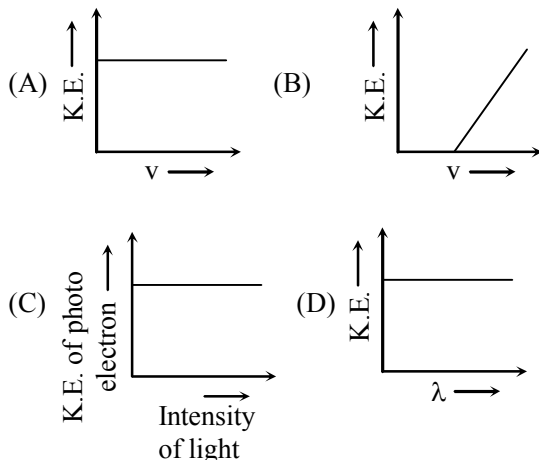 (A)
K.E.
v
(B)
K.E.
v
(C)
K.E. of photo
electron
Intensity
of light
(D)
K.E.
λ